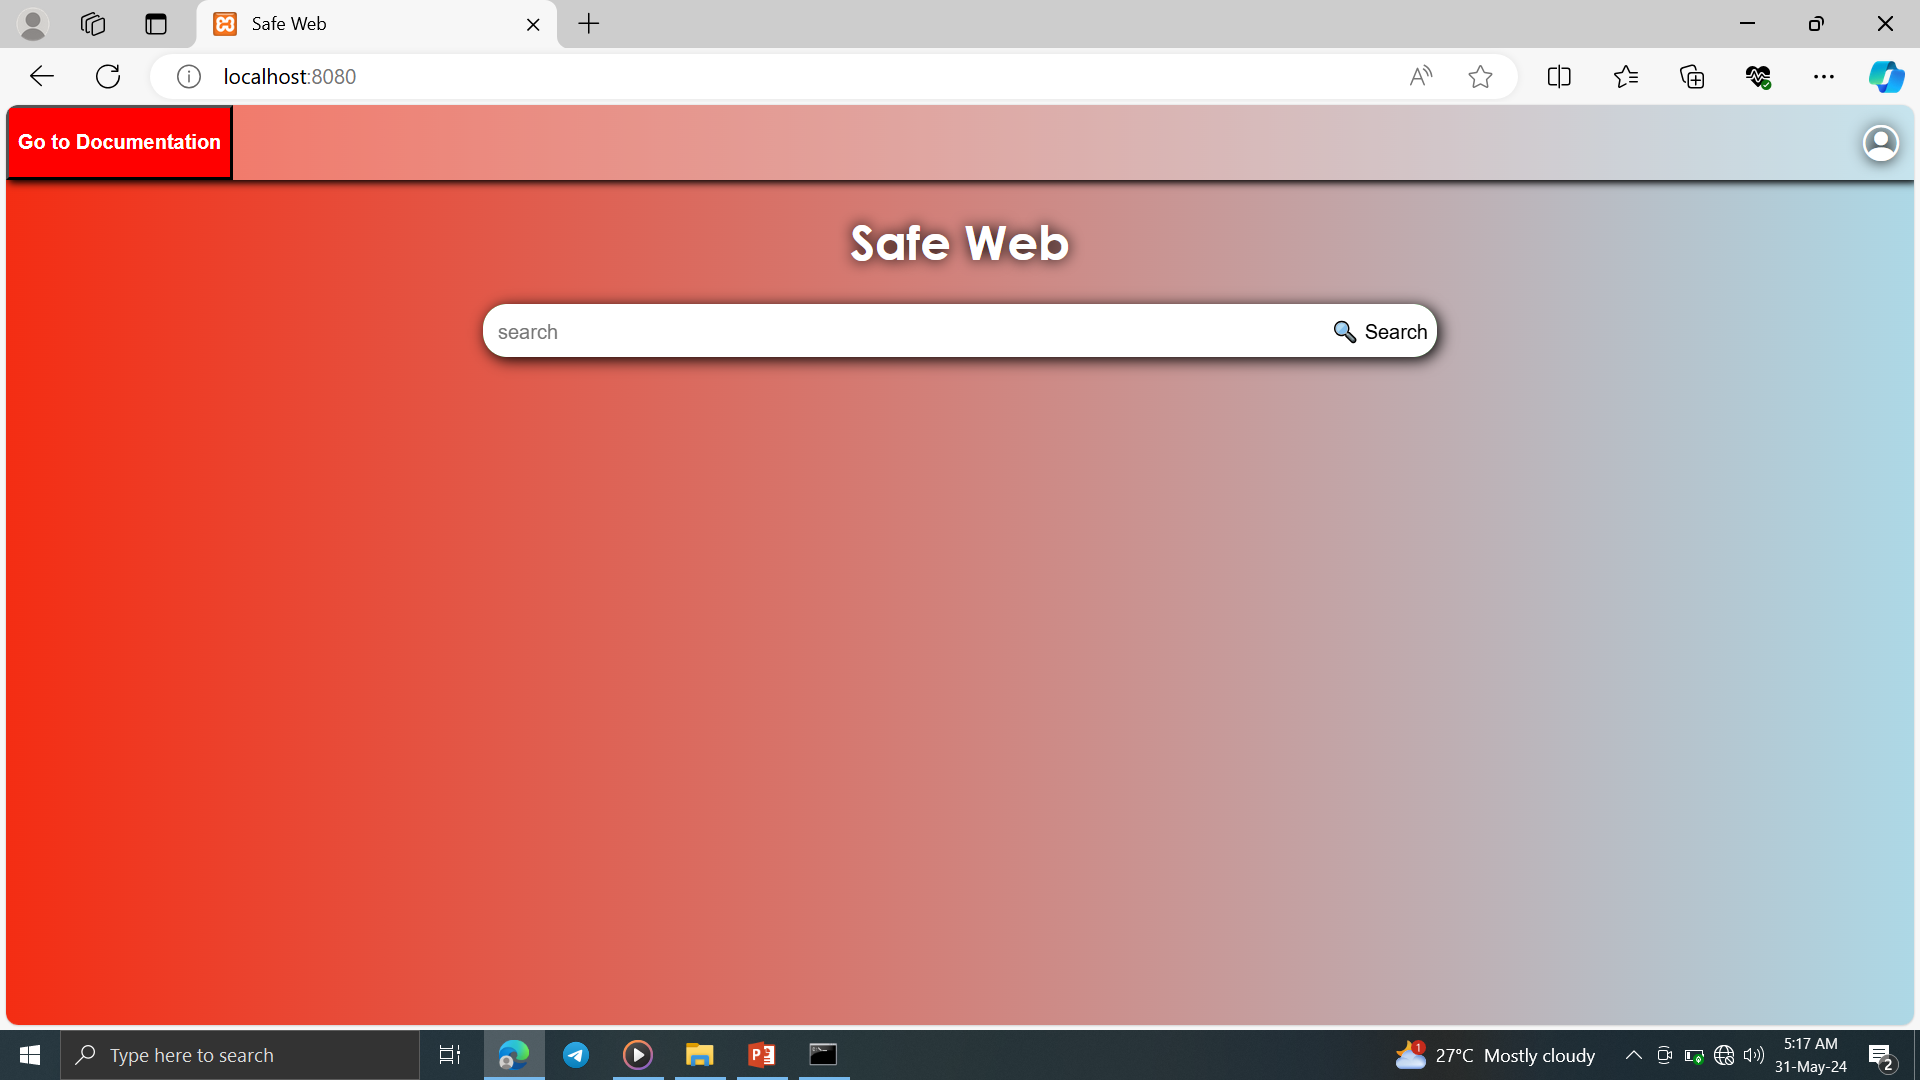 Safe Web
localhost:8080
Go to Documentation
Safe Web
search
Search
Type here to search
1
27°C Mostly cloudy
5:17 AM
31-May-24
2